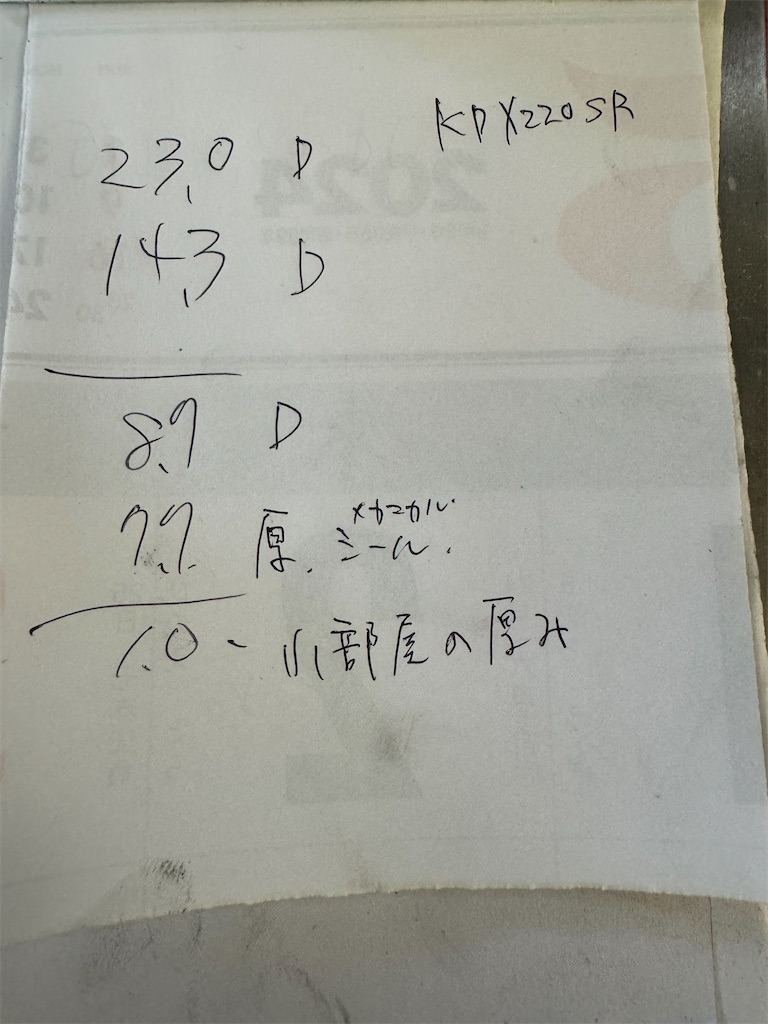 KDX220SR
23.0 D
14.3 D
8.7 D
7.7. 厚. メカニカル シール.
1.0 - 小部屋の厚み